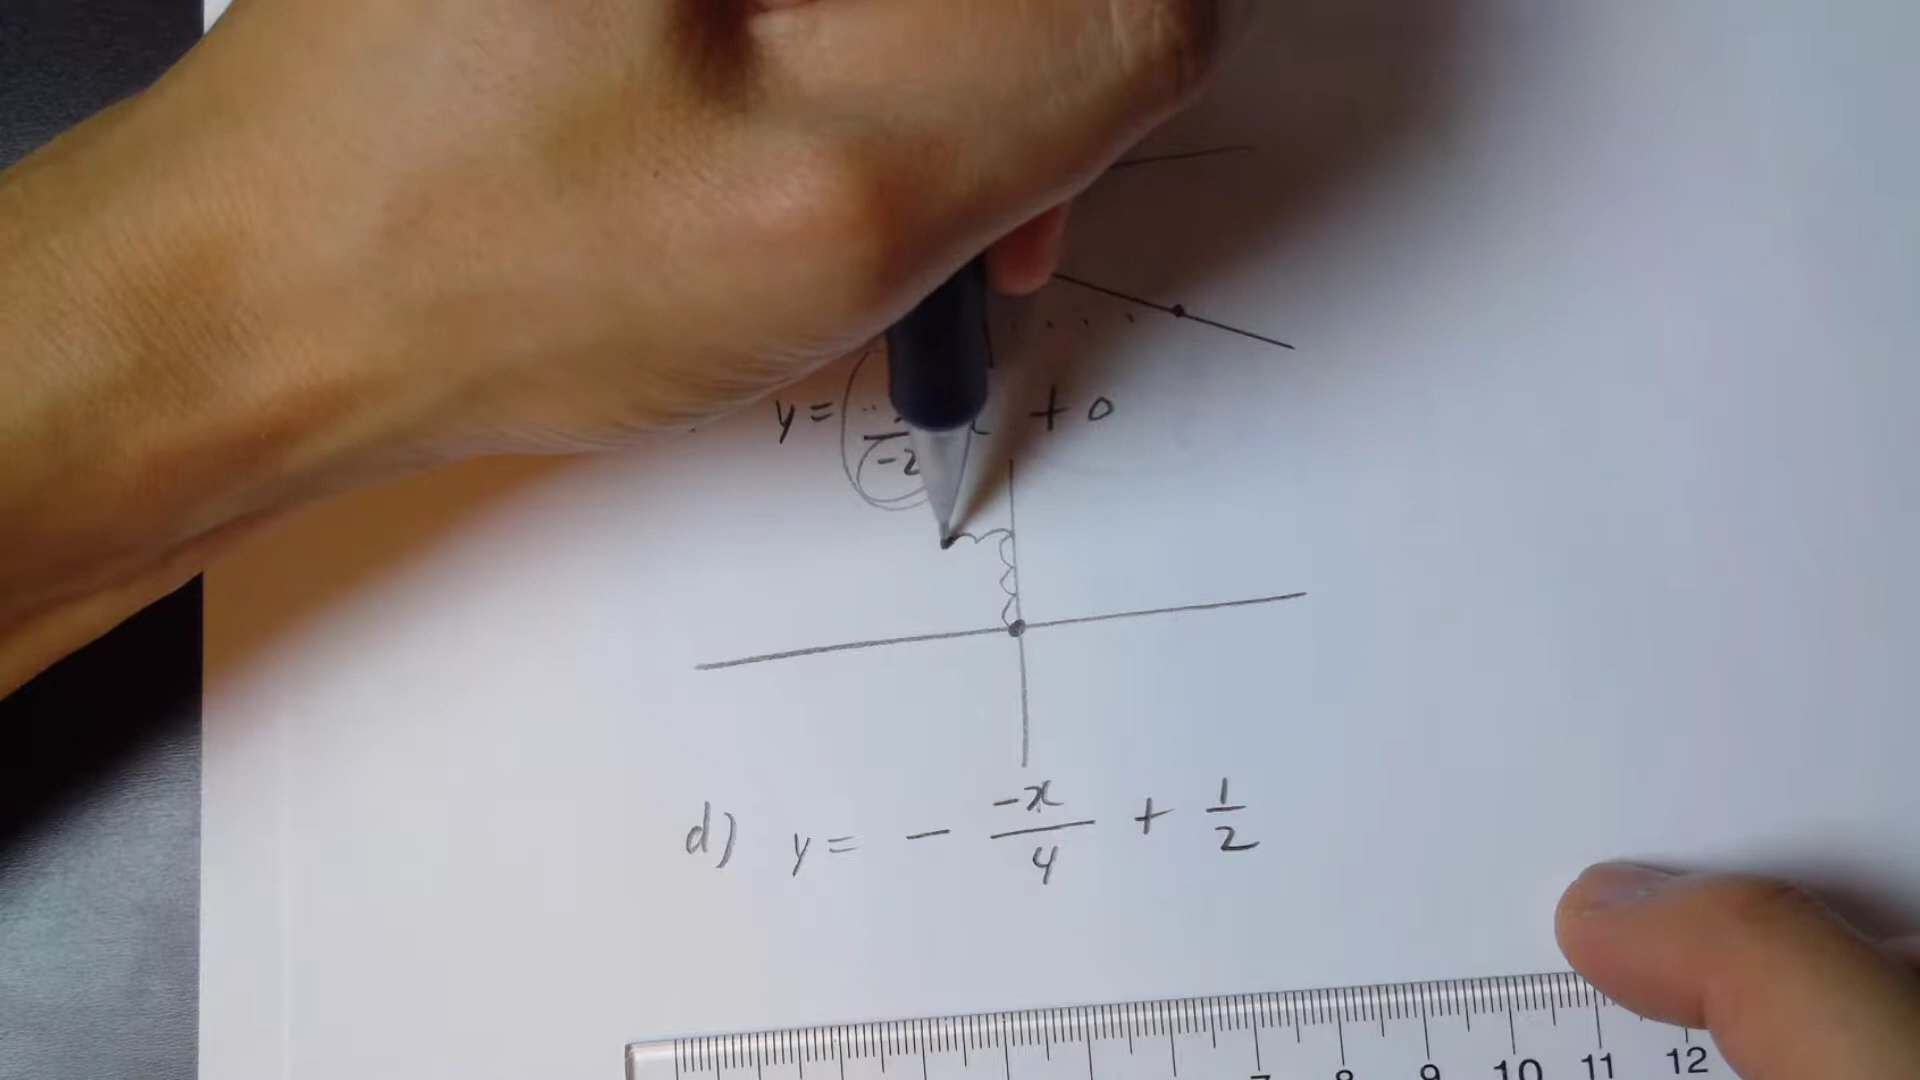 y = -2 + 0
d) y = - -x/4 + 1/2
7 8 9 10 11 12